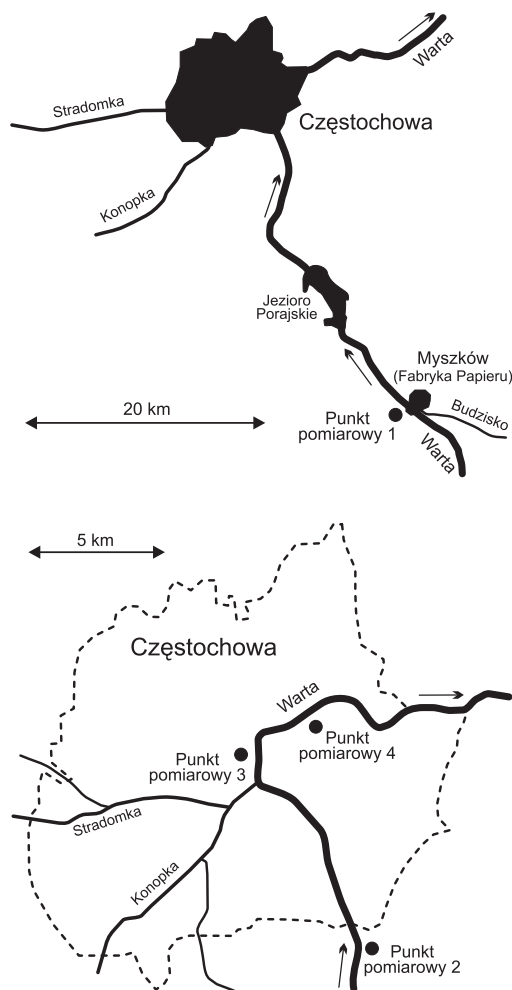 Warta
Stradomka
Częstochowa
Konopka
Jezioro
Porajskie
Myszków
(Fabryka Papieru)
20 km
Budzisko
Punkt
pomiarowy 1
Warta
5 km
Częstochowa
Warta
Punkt
pomiarowy 4
Punkt
pomiarowy 3
Stradomka
Konopka
Punkt
pomiarowy 2